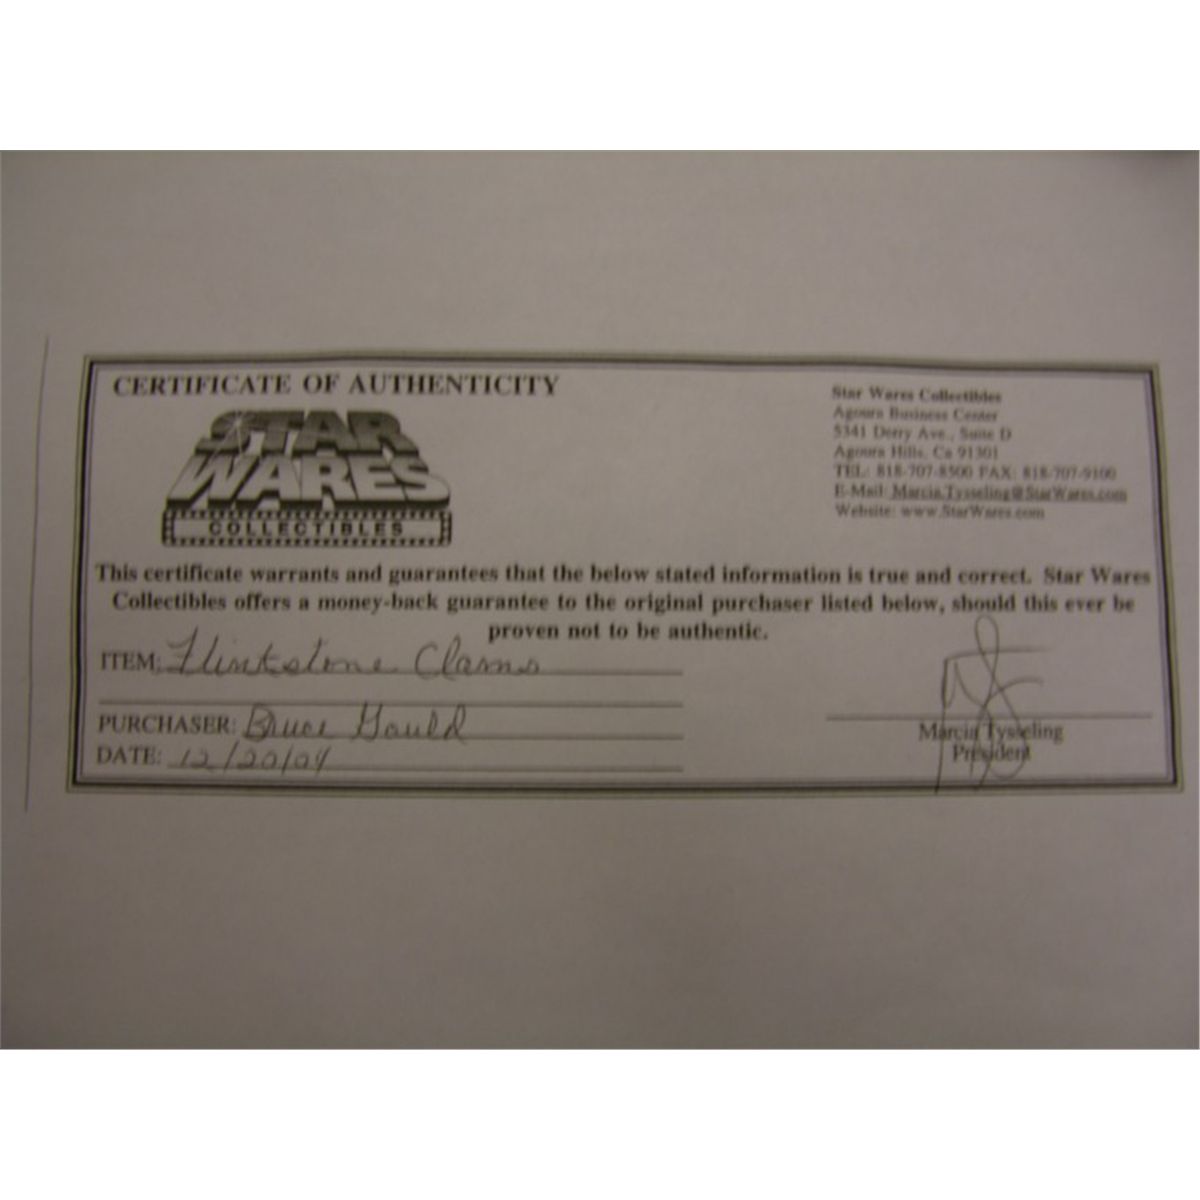 CERTIFICATE OF AUTHENTICITY
STAR
WARES
COLLECTIBLES
Star Wares Collectibles
Agoura Business Center
5341 Derry Ave., Suite D
Agoura Hills, Ca 91301
TEL: 818-707-8500 FAX: 818-707-9100
E-Mail: Marcia.Tysseling@StarWares.com
Website: www.StarWares.com
This certificate warrants and guarantees that the below stated information is true and correct. Star Wares
Collectibles offers a money-back guarantee to the original purchaser listed below, should this ever be
proven not to be authentic.
ITEM: Flintstone Clams
PURCHASER: Bruce Gould
DATE: 12/20/04
Marcia Tysseling
President